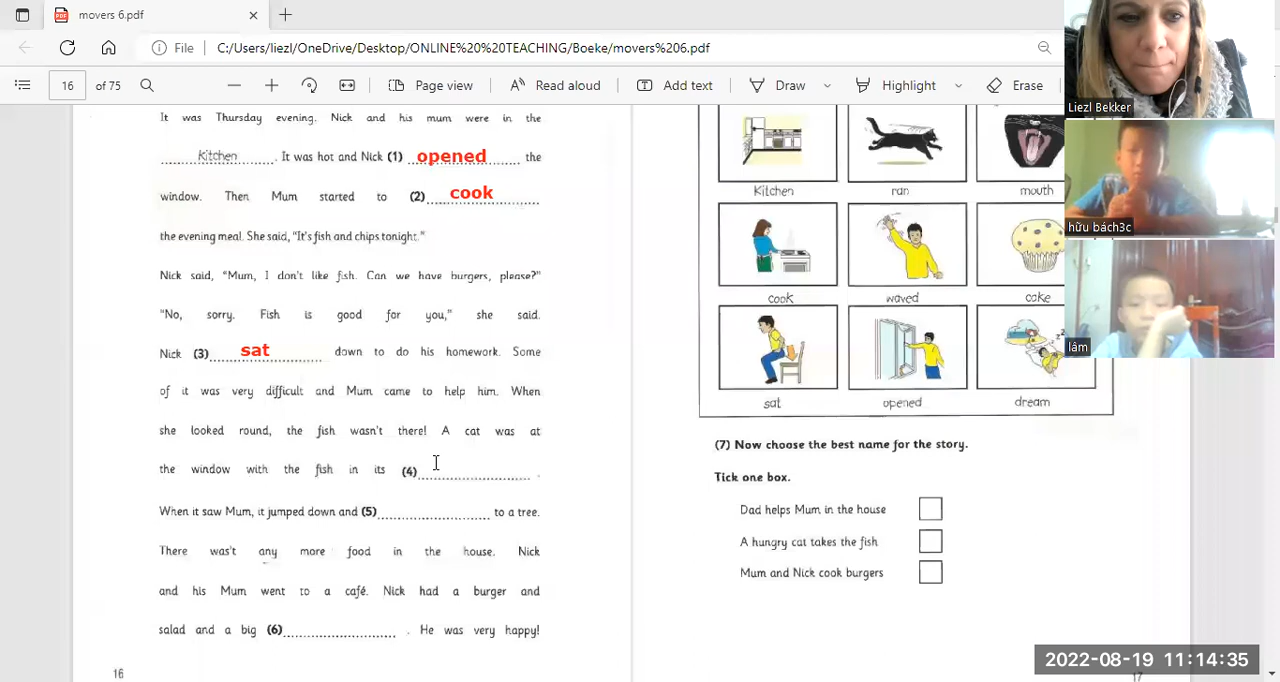 movers 6.pdf
File C:/Users/liezl/OneDrive/Desktop/ONLINE%20%20TEACHING/Boeke/movers%206.pdf
16 of 75 Page view Read aloud Add text Draw Highlight Erase
It was Thursday evening. Nick and his mum were in the
Kitchen. It was hot and Nick (1) opened the
window. Then Mum started to (2) cook
the evening meal. She said, "It's fish and chips tonight."
Nick said, "Mum, I don't like fish. Can we have burgers, please?"
"No, sorry. Fish is good for you," she said.
Nick (3) sat down to do his homework. Some
of it was very difficult and Mum came to help him. When
she looked round, the fish wasn't there! A cat was at
the window with the fish in its (4) .
When it saw Mum, it jumped down and (5) to a tree.
There was't any more food in the house. Nick
and his Mum went to a café. Nick had a burger and
salad and a big (6) . He was very happy!
16
Kitchen ran mouth
cook waved cake
sat opened dream
(7) Now choose the best name for the story.
Tick one box.
Dad helps Mum in the house
A hungry cat takes the fish
Mum and Nick cook burgers
17
Liezl Bekker
hữu bách3c
lâm
2022-08-19 11:14:35